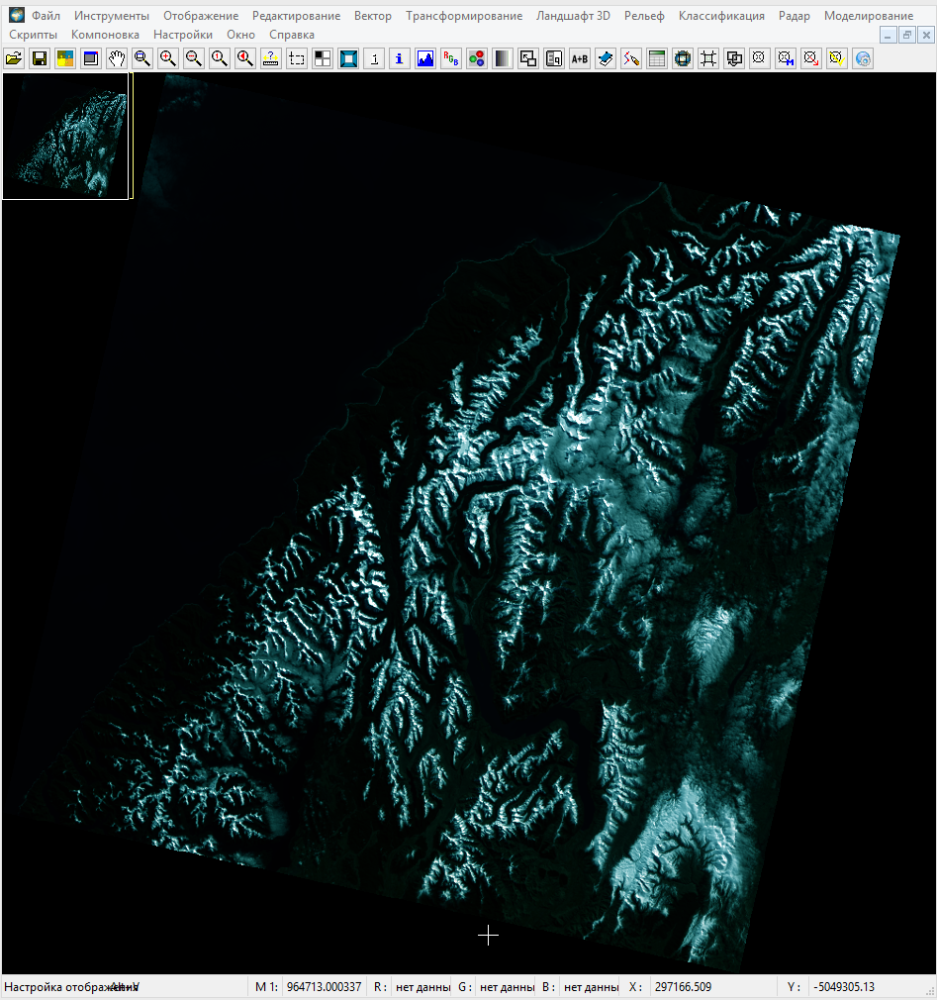 Файл Инструменты Отображение Редактирование Вектор Трансформирование Ландшафт 3D Рельеф Классификация Радар Моделирование
Скрипты Компоновка Настройки Окно Справка
1 ? i i R G B A+B M
Настройка отображения Alt+V M 1: 964713.000337 R : нет данны G : нет данны B : нет данны X : 297166.509 Y : -5049305.13